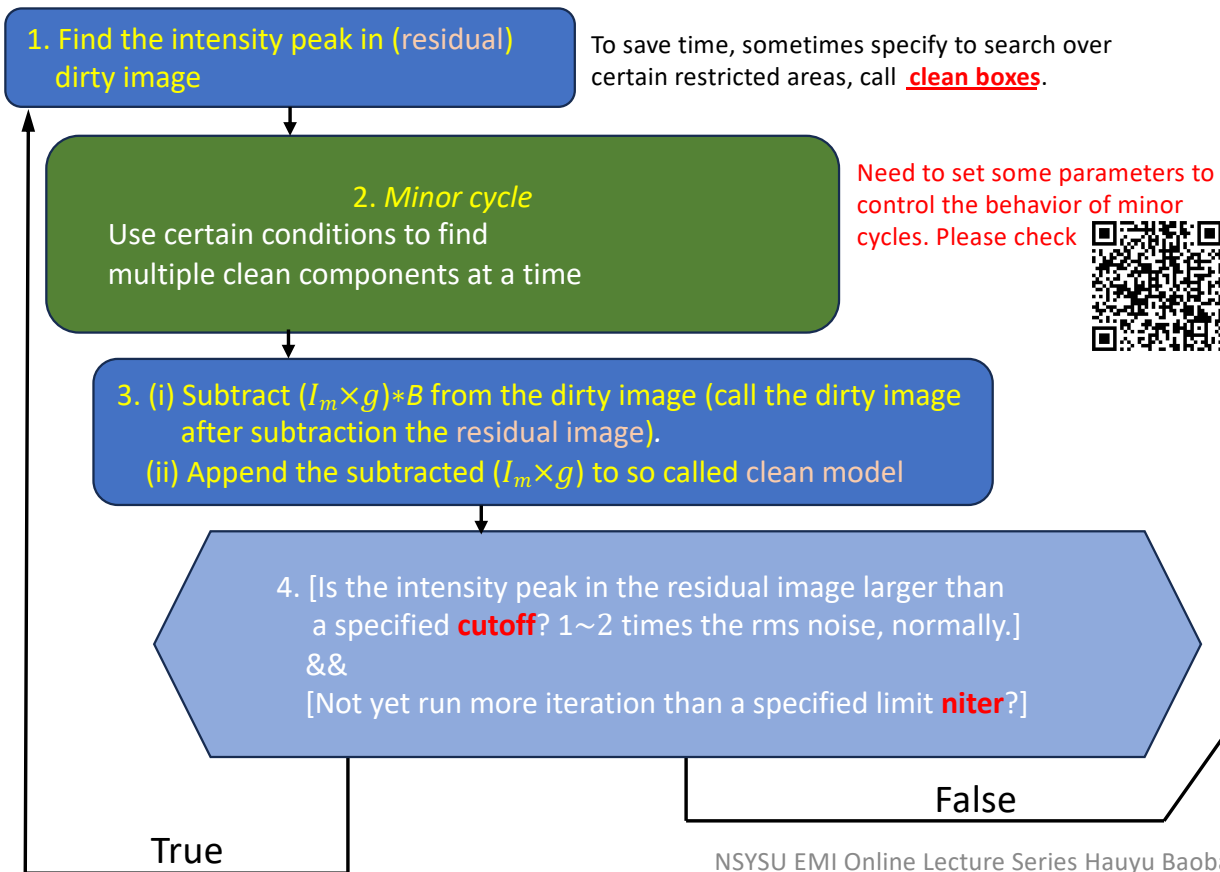 1. Find the intensity peak in (residual)
dirty image
To save time, sometimes specify to search over
certain restricted areas, call clean boxes.
2. Minor cycle
Use certain conditions to find
multiple clean components at a time
Need to set some parameters to
control the behavior of minor
cycles. Please check
3. (i) Subtract (I_m×g)∗B from the dirty image (call the dirty image
after subtraction the residual image).
(ii) Append the subtracted (I_m×g) to so called clean model
4. [Is the intensity peak in the residual image larger than
a specified cutoff? 1~2 times the rms noise, normally.]
&&
[Not yet run more iteration than a specified limit niter?]
False
True
NSYSU EMI Online Lecture Series Hauyu Baoba